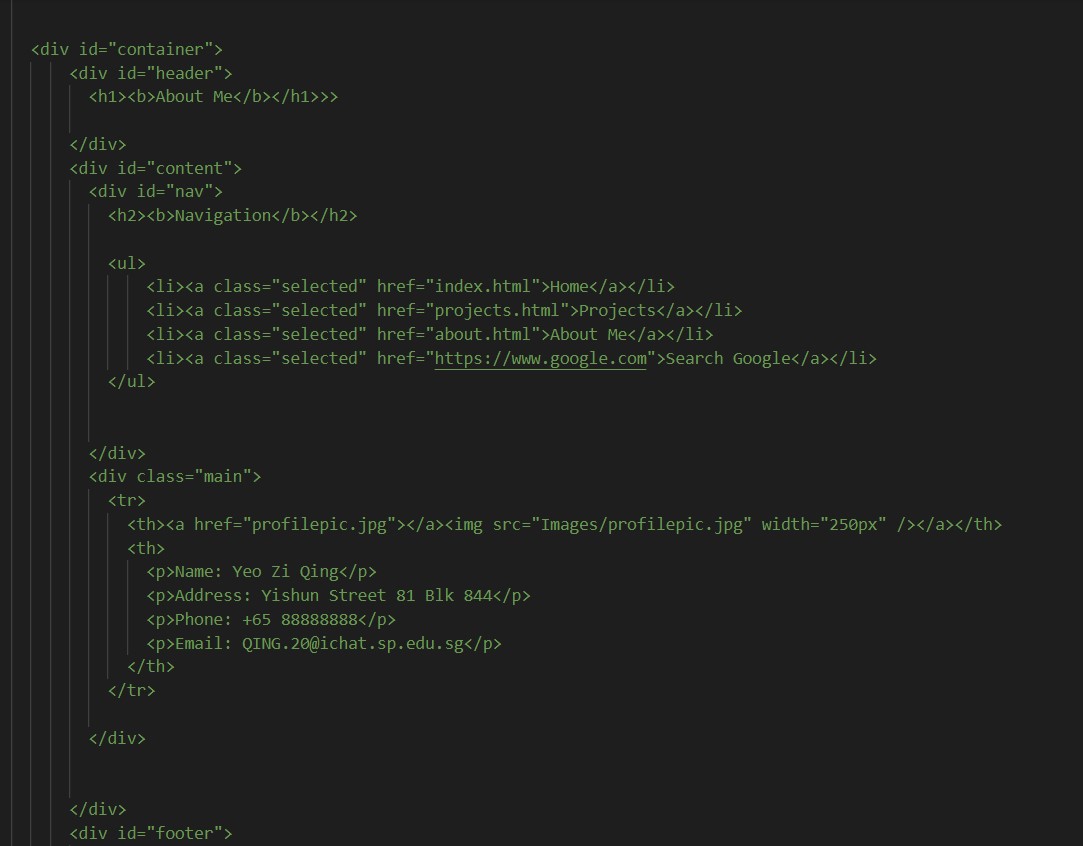 <div id="container">
<div id="header">
<h1><b>About Me</b></h1>>>
</div>
<div id="content">
<div id="nav">
<h2><b>Navigation</b></h2>
<ul>
<li><a class="selected" href="index.html">Home</a></li>
<li><a class="selected" href="projects.html">Projects</a></li>
<li><a class="selected" href="about.html">About Me</a></li>
<li><a class="selected" href="https://www.google.com">Search Google</a></li>
</ul>
</div>
<div class="main">
<tr>
<th><a href="profilepic.jpg"></a><img src="Images/profilepic.jpg" width="250px" /></a></th>
<th>
<p>Name: Yeo Zi Qing</p>
<p>Address: Yishun Street 81 Blk 844</p>
<p>Phone: +65 88888888</p>
<p>Email: QING.20@ichat.sp.edu.sg</p>
</th>
</tr>
</div>
</div>
<div id="footer">